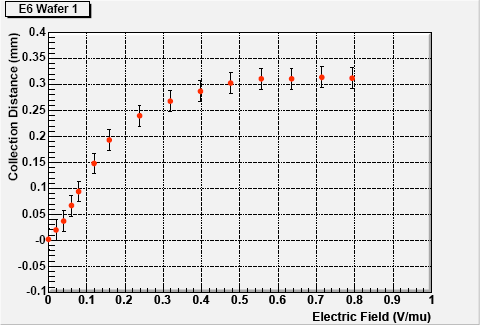 E6 Wafer 1
Collection Distance (mm)
0.4
0.35
0.3
0.25
0.2
0.15
0.1
0.05
-0
-0.05
-0.1
0 0.1 0.2 0.3 0.4 0.5 0.6 0.7 0.8 0.9 1
Electric Field (V/mu)